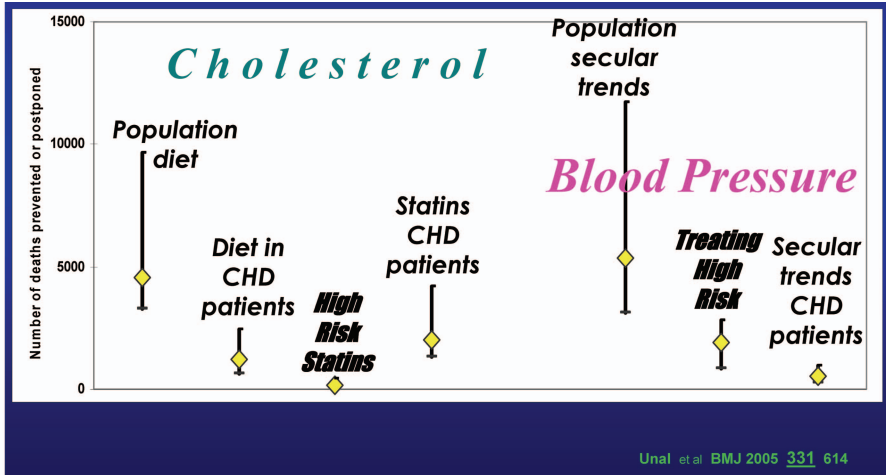 Number of deaths prevented or postponed
15000
10000
5000
0
Cholesterol
Population
diet
Diet in
CHD
patients
High
Risk
Statins
Statins
CHD
patients
Population
secular
trends
Blood Pressure
Treating
High
Risk
Secular
trends
CHD
patients
Unal et al BMJ 2005 331 614